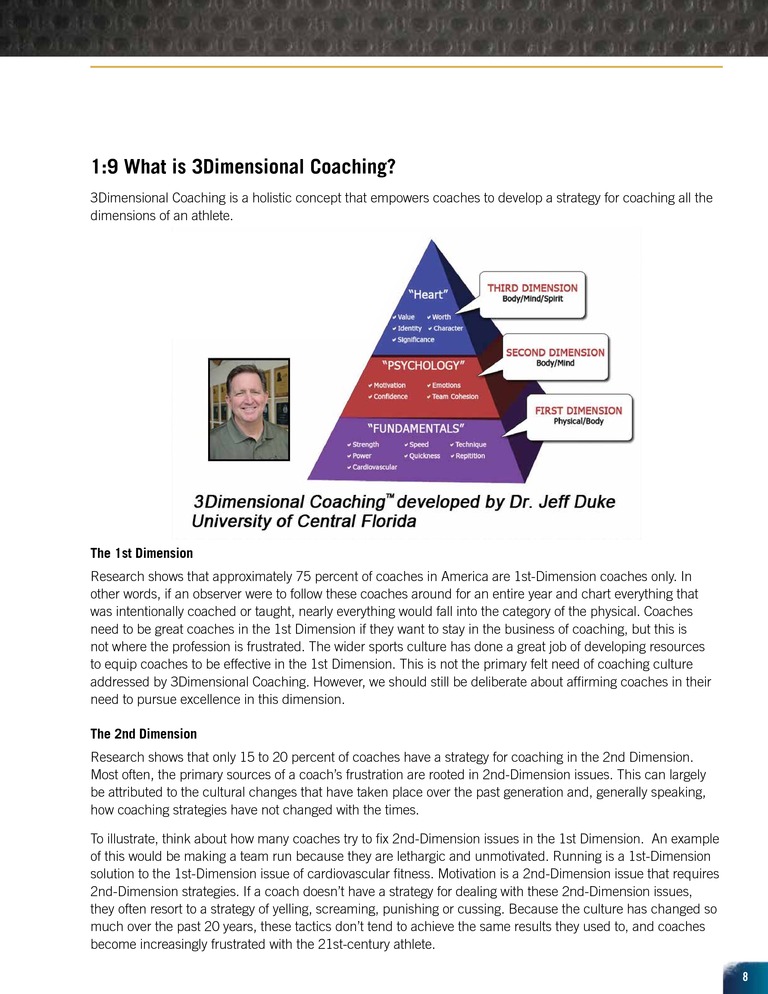 1:9 What is 3Dimensional Coaching?
3Dimensional Coaching is a holistic concept that empowers coaches to develop a strategy for coaching all the
dimensions of an athlete.
"Heart"
✓ Value ✓ Worth
✓ Identity ✓ Character
✓ Significance
THIRD DIMENSION
Body/Mind/Spirit
"PSYCHOLOGY"
✓ Motivation ✓ Emotions
✓ Confidence ✓ Team Cohesion
SECOND DIMENSION
Body/Mind
"FUNDAMENTALS"
✓ Strength ✓ Speed ✓ Technique
✓ Power ✓ Quickness ✓ Repitition
✓ Cardiovascular
FIRST DIMENSION
Physical/Body
3Dimensional Coaching™ developed by Dr. Jeff Duke
University of Central Florida
The 1st Dimension
Research shows that approximately 75 percent of coaches in America are 1st-Dimension coaches only. In
other words, if an observer were to follow these coaches around for an entire year and chart everything that
was intentionally coached or taught, nearly everything would fall into the category of the physical. Coaches
need to be great coaches in the 1st Dimension if they want to stay in the business of coaching, but this is
not where the profession is frustrated. The wider sports culture has done a great job of developing resources
to equip coaches to be effective in the 1st Dimension. This is not the primary felt need of coaching culture
addressed by 3Dimensional Coaching. However, we should still be deliberate about affirming coaches in their
need to pursue excellence in this dimension.
The 2nd Dimension
Research shows that only 15 to 20 percent of coaches have a strategy for coaching in the 2nd Dimension.
Most often, the primary sources of a coach's frustration are rooted in 2nd-Dimension issues. This can largely
be attributed to the cultural changes that have taken place over the past generation and, generally speaking,
how coaching strategies have not changed with the times.
To illustrate, think about how many coaches try to fix 2nd-Dimension issues in the 1st Dimension.  An example
of this would be making a team run because they are lethargic and unmotivated. Running is a 1st-Dimension
solution to the 1st-Dimension issue of cardiovascular fitness. Motivation is a 2nd-Dimension issue that requires
2nd-Dimension strategies. If a coach doesn't have a strategy for dealing with these 2nd-Dimension issues,
they often resort to a strategy of yelling, screaming, punishing or cussing. Because the culture has changed so
much over the past 20 years, these tactics don't tend to achieve the same results they used to, and coaches
become increasingly frustrated with the 21st-century athlete.
8